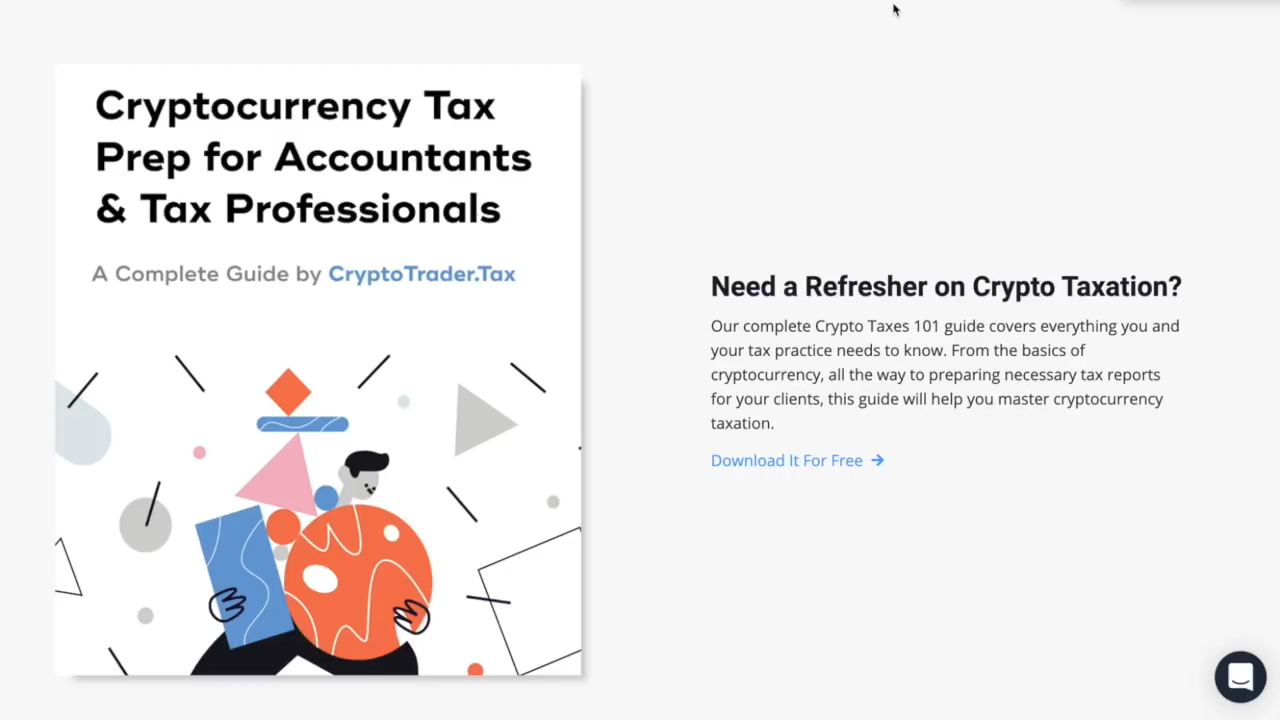 Cryptocurrency Tax
Prep for Accountants
& Tax Professionals
A Complete Guide by CryptoTrader.Tax
Need a Refresher on Crypto Taxation?
Our complete Crypto Taxes 101 guide covers everything you and
your tax practice needs to know. From the basics of
cryptocurrency, all the way to preparing necessary tax reports
for your clients, this guide will help you master cryptocurrency
taxation.
Download It For Free →